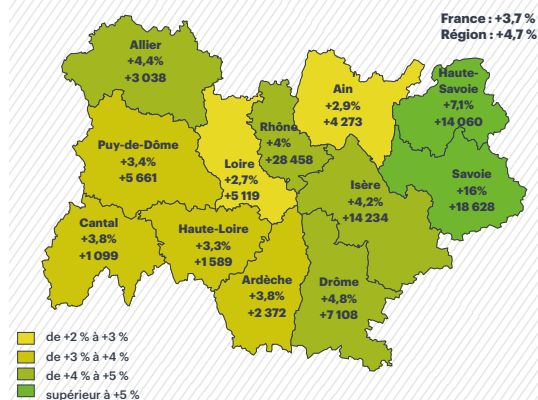 France : +3,7 %
Région : +4,7 %
Allier
+4,4%
+3 038
Ain
+2,9%
+4 273
Haute-
Savoie
+7,1%
+14 060
Rhône
+4%
+28 458
Puy-de-Dôme
+3,4%
+5 661
Loire
+2,7%
+5 119
Isère
+4,2%
+14 234
Savoie
+16%
+18 628
Cantal
+3,8%
+1 099
Haute-Loire
+3,3%
+1 589
Ardèche
+3,8%
+2 372
Drôme
+4,8%
+7 108
de +2 % à +3 %
de +3 % à +4 %
de +4 % à +5 %
supérieur à +5 %